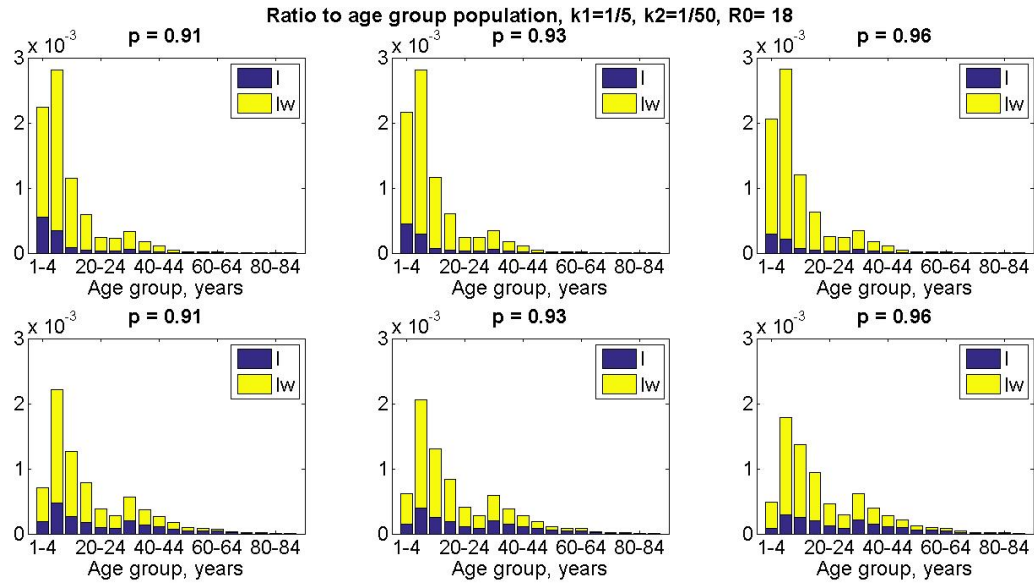 Ratio to age group population, k1=1/5, k2=1/50, R0= 18
p = 0.91
x 10-3
3
2
1
0
I
Iw
1-4 20-24 40-44 60-64 80-84
Age group, years
p = 0.93
x 10-3
3
2
1
0
I
Iw
1-4 20-24 40-44 60-64 80-84
Age group, years
p = 0.96
x 10-3
3
2
1
0
I
Iw
1-4 20-24 40-44 60-64 80-84
Age group, years
p = 0.91
x 10-3
3
2
1
0
I
Iw
1-4 20-24 40-44 60-64 80-84
Age group, years
p = 0.93
x 10-3
3
2
1
0
I
Iw
1-4 20-24 40-44 60-64 80-84
Age group, years
p = 0.96
x 10-3
3
2
1
0
I
Iw
1-4 20-24 40-44 60-64 80-84
Age group, years